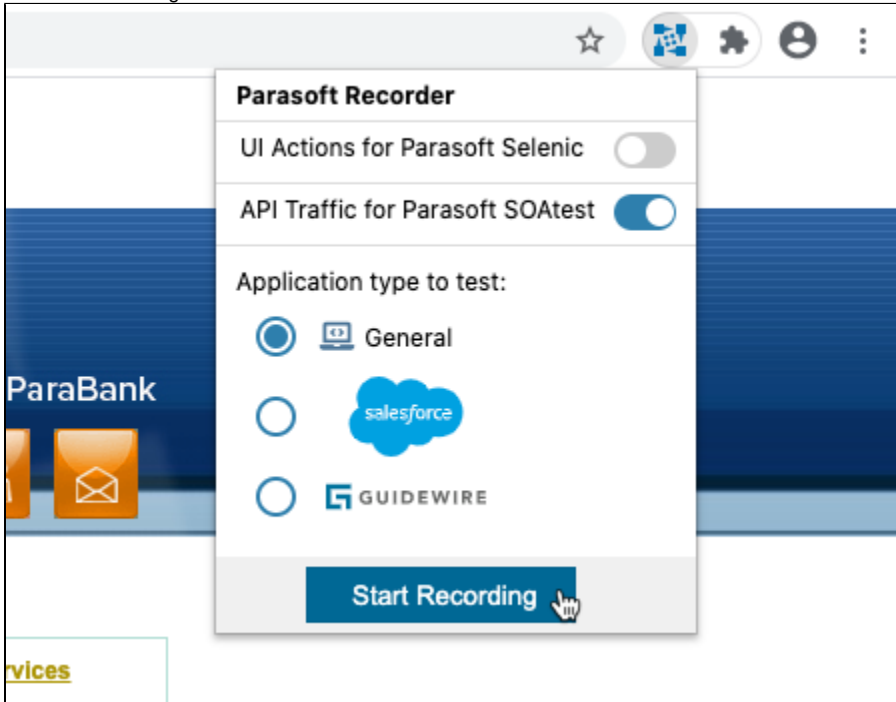 Parasoft Recorder
UI Actions for Parasoft Selenic
API Traffic for Parasoft SOAtest
Application type to test:
General
ParaBank
salesforce
GUIDEWIRE
Start Recording
rvices